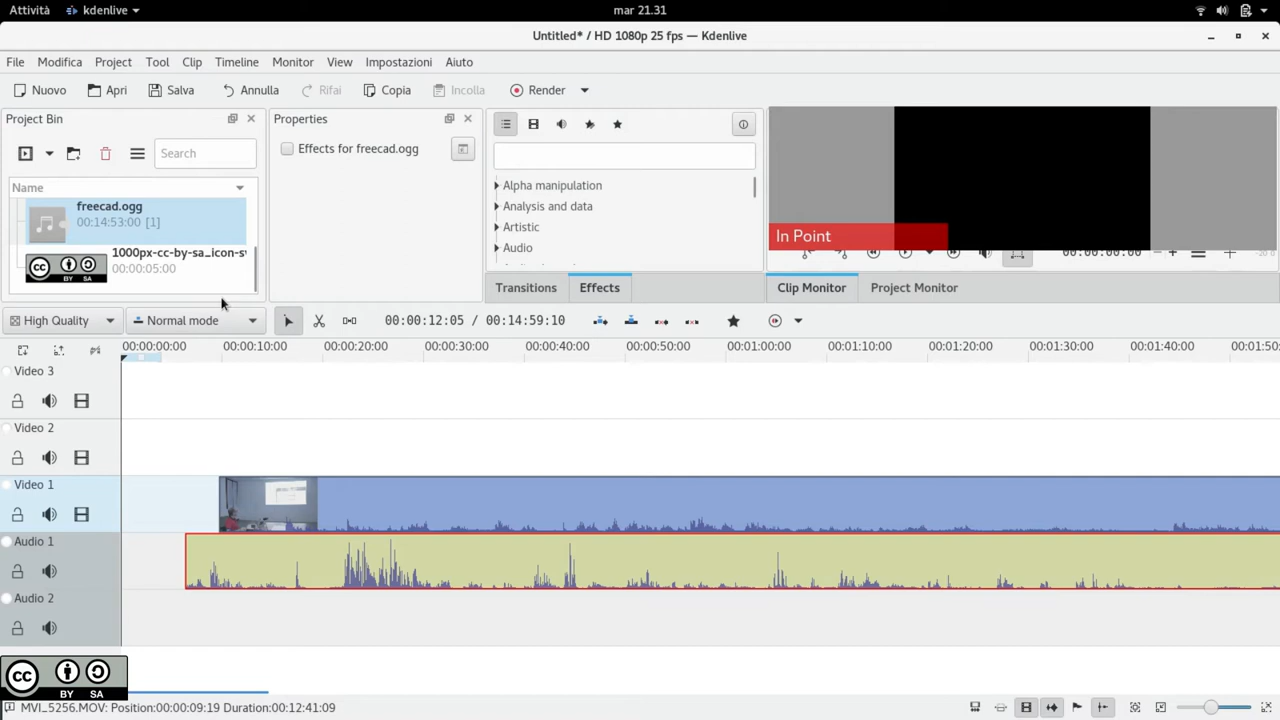 Attività kdenlive mar 21.31
Untitled* / HD 1080p 25 fps — Kdenlive
File Modifica Project Tool Clip Timeline Monitor View Impostazioni Aiuto
Nuovo Apri Salva Annulla Rifai Copia Incolla Render
Project Bin Properties
Search Effects for freecad.ogg
Name
Alpha manipulation
freecad.ogg Analysis and data
00:14:53:00 [1] Artistic
In Point
Audio
1000px-cc-by-sa_icon-s
CC BY SA 00:00:05:00 00:00:00:00
Transitions Effects Clip Monitor Project Monitor
High Quality Normal mode 00:00:12:05 / 00:14:59:10
00:00:00:00 00:00:10:00 00:00:20:00 00:00:30:00 00:00:40:00 00:00:50:00 00:01:00:00 00:01:10:00 00:01:20:00 00:01:30:00 00:01:40:00 00:01:50:
Video 3
Video 2
Video 1
Audio 1
Audio 2
CC BY SA
MVI_5256.MOV: Position:00:00:09:19 Duration:00:12:41:09